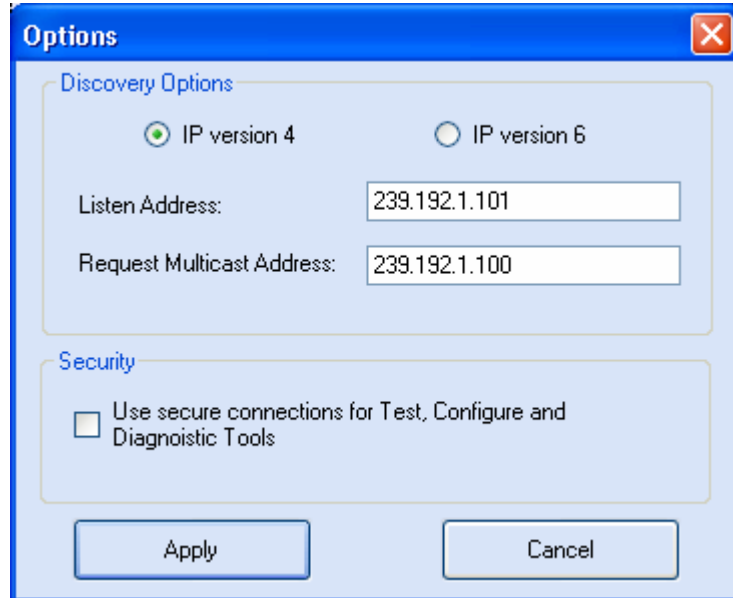 Options
Discovery Options
IP version 4 IP version 6
Listen Address: 239.192.1.101
Request Multicast Address: 239.192.1.100
Security
Use secure connections for Test, Configure and
Diagnoistic Tools
Apply Cancel